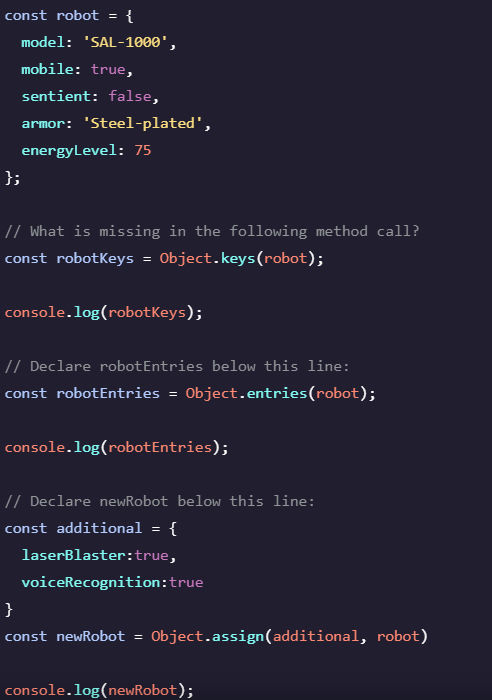 const robot = {
  model: 'SAL-1000',
  mobile: true,
  sentient: false,
  armor: 'Steel-plated',
  energyLevel: 75
};
// What is missing in the following method call?
const robotKeys = Object.keys(robot);
console.log(robotKeys);
// Declare robotEntries below this line:
const robotEntries = Object.entries(robot);
console.log(robotEntries);
// Declare newRobot below this line:
const additional = {
  laserBlaster:true,
  voiceRecognition:true
}
const newRobot = Object.assign(additional, robot)
console.log(newRobot);